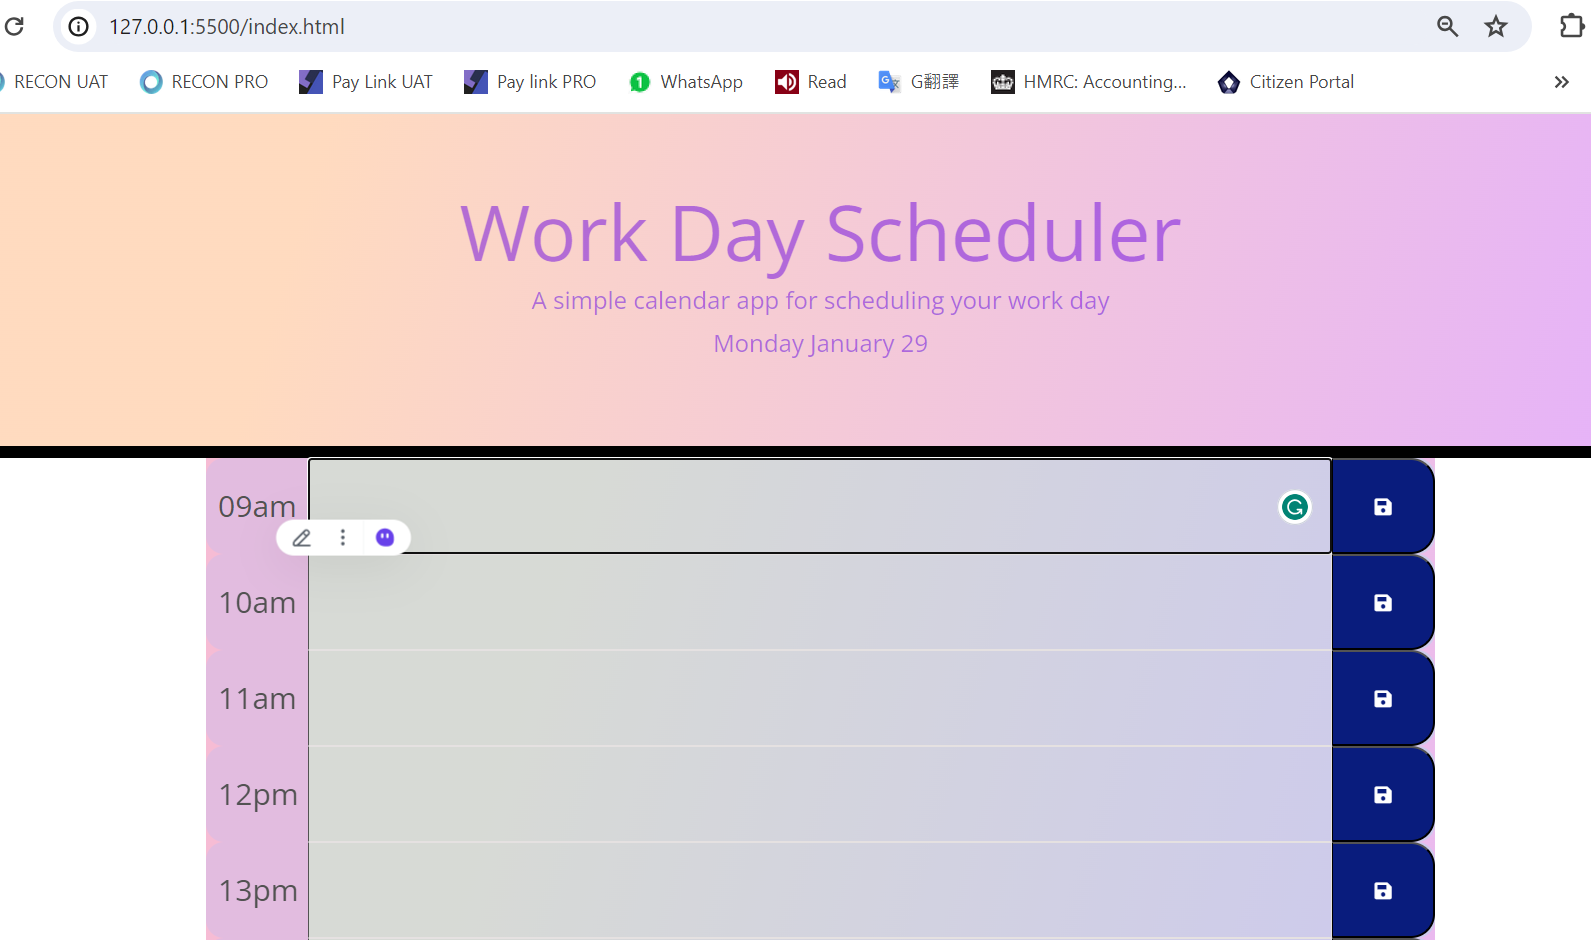 127.0.0.1:5500/index.html
RECON UAT RECON PRO Pay Link UAT Pay link PRO WhatsApp Read G翻譯 HMRC: Accounting... Citizen Portal
Work Day Scheduler
A simple calendar app for scheduling your work day
Monday January 29
09am
10am
11am
12pm
13pm